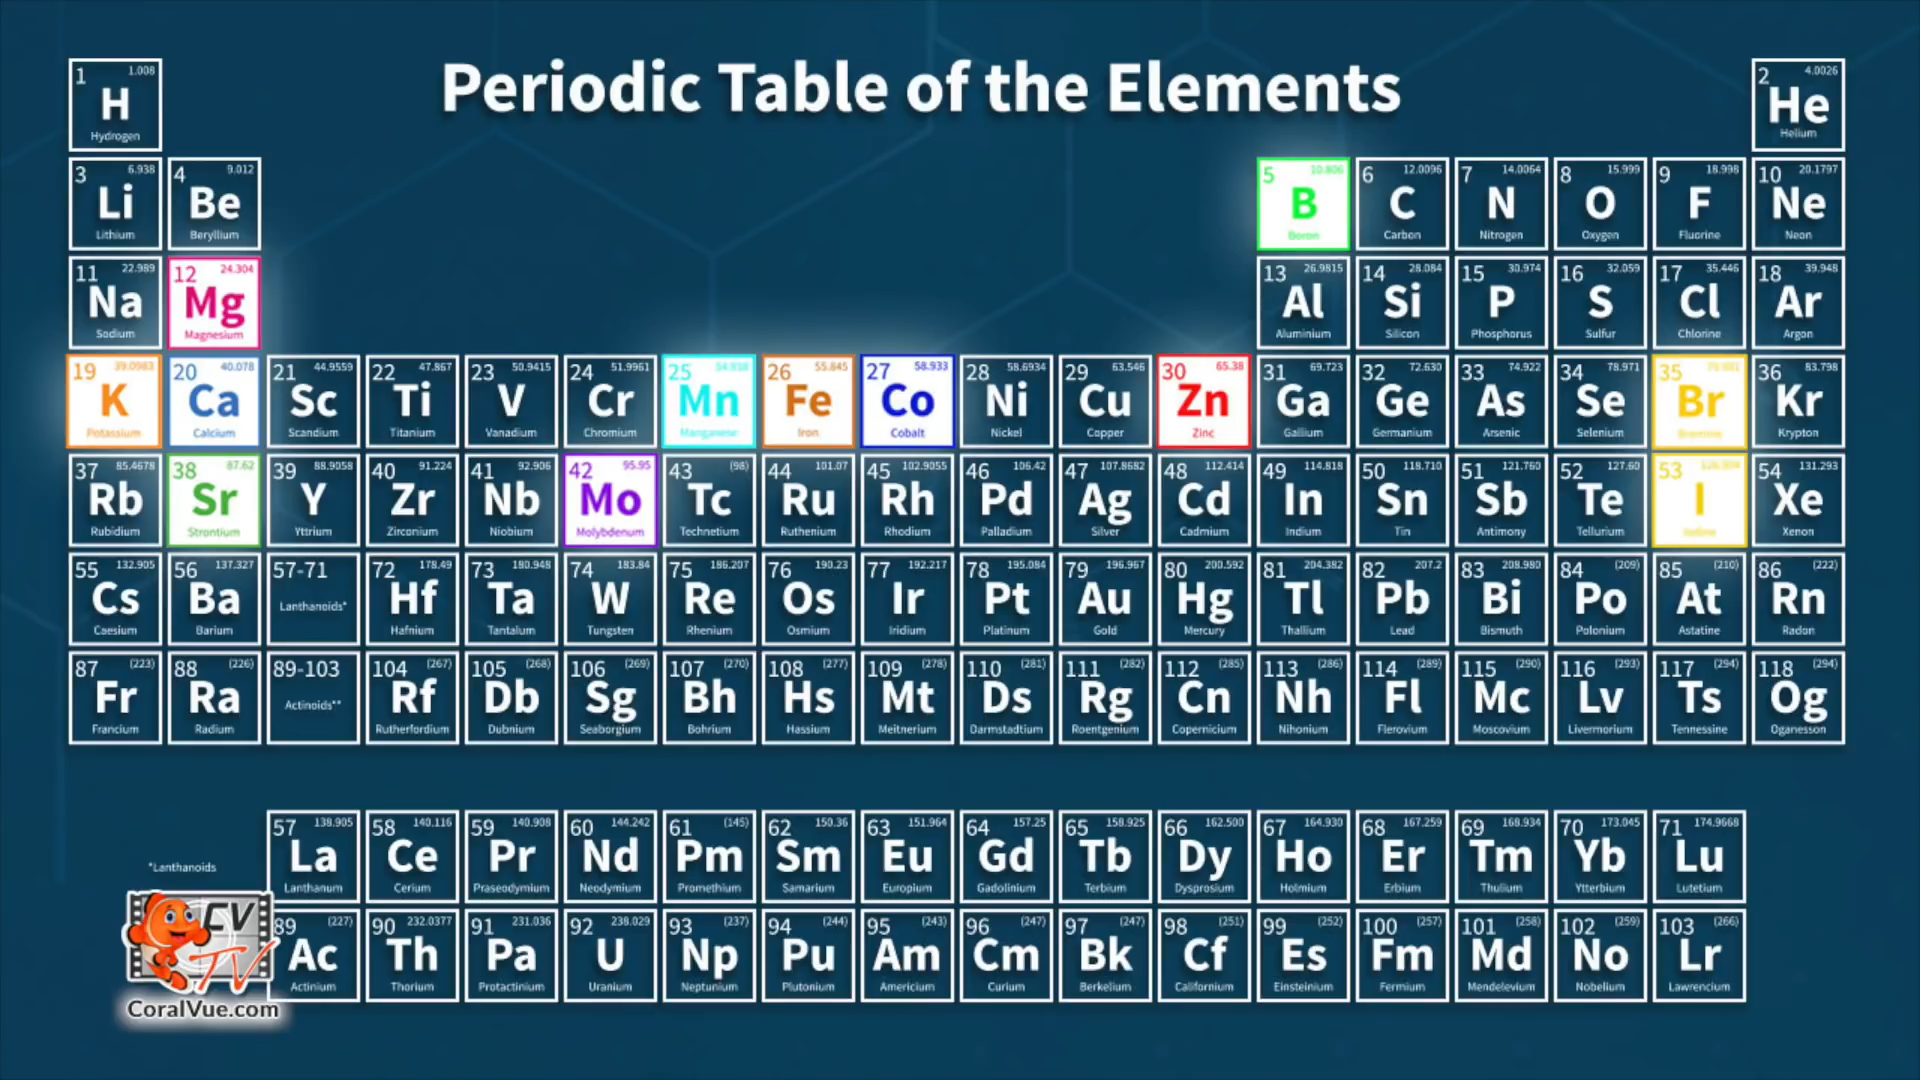 Periodic Table of the Elements
1 1.008
H
Hydrogen
2 4.0026
He
Helium
3 6.938 4 9.012 5 10.806 6 12.0096 7 14.0064 8 15.999 9 18.998 10 20.1797
Li Be B C N O F Ne
Lithium Beryllium Boron Carbon Nitrogen Oxygen Fluorine Neon
11 22.989 12 24.304 13 26.9815 14 28.084 15 30.974 16 32.059 17 35.446 18 39.948
Na Mg Al Si P S Cl Ar
Sodium Magnesium Aluminium Silicon Phosphorus Sulfur Chlorine Argon
19 39.0983 20 40.078 21 44.9559 22 47.867 23 50.9415 24 51.9961 25 54.938 26 55.845 27 58.933 28 58.6934 29 63.546 30 65.38 31 69.723 32 72.630 33 74.922 34 78.971 35 36 83.798
K Ca Sc Ti V Cr Mn Fe Co Ni Cu Zn Ga Ge As Se Br Kr
Potassium Calcium Scandium Titanium Vanadium Chromium Manganese Iron Cobalt Nickel Copper Zinc Gallium Germanium Arsenic Selenium Bromine Krypton
37 85.4678 38 87.62 39 88.9058 40 91.224 41 92.906 42 95.95 43 (98) 44 101.07 45 102.9055 46 106.42 47 107.8682 48 112.414 49 114.818 50 118.710 51 121.760 52 127.60 53 54 131.293
Rb Sr Y Zr Nb Mo Tc Ru Rh Pd Ag Cd In Sn Sb Te I Xe
Rubidium Strontium Yttrium Zirconium Niobium Molybdenum Technetium Ruthenium Rhodium Palladium Silver Cadmium Indium Tin Antimony Tellurium Iodine Xenon
55 132.905 56 137.327 57-71 72 178.49 73 180.948 74 183.84 75 186.207 76 190.23 77 192.217 78 195.084 79 196.967 80 200.592 81 204.382 82 207.2 83 208.980 84 (209) 85 (210) 86 (222)
Cs Ba Lanthanoids* Hf Ta W Re Os Ir Pt Au Hg Tl Pb Bi Po At Rn
Caesium Barium Hafnium Tantalum Tungsten Rhenium Osmium Iridium Platinum Gold Mercury Thallium Lead Bismuth Polonium Astatine Radon
87 (223) 88 (226) 89-103 104 (267) 105 (268) 106 (269) 107 (270) 108 (277) 109 (278) 110 (281) 111 (282) 112 (285) 113 (286) 114 (289) 115 (290) 116 (293) 117 (294) 118 (294)
Fr Ra Actinoids** Rf Db Sg Bh Hs Mt Ds Rg Cn Nh Fl Mc Lv Ts Og
Francium Radium Rutherfordium Dubnium Seaborgium Bohrium Hassium Meitnerium Darmstadtium Roentgenium Copernicium Nihonium Flerovium Moscovium Livermorium Tennessine Oganesson
57 138.905 58 140.116 59 140.908 60 144.242 61 (145) 62 150.36 63 151.964 64 157.25 65 158.925 66 162.500 67 164.930 68 167.259 69 168.934 70 173.045 71 174.9668
La Ce Pr Nd Pm Sm Eu Gd Tb Dy Ho Er Tm Yb Lu
*Lanthanoids
Lanthanum Cerium Praseodymium Neodymium Promethium Samarium Europium Gadolinium Terbium Dysprosium Holmium Erbium Thulium Ytterbium Lutetium
89 (227) 90 232.0377 91 231.036 92 238.029 93 (237) 94 (244) 95 (243) 96 (247) 97 (247) 98 (251) 99 (252) 100 (257) 101 (258) 102 (259) 103 (266)
Ac Th Pa U Np Pu Am Cm Bk Cf Es Fm Md No Lr
Actinium Thorium Protactinium Uranium Neptunium Plutonium Americium Curium Berkelium Californium Einsteinium Fermium Mendelevium Nobelium Lawrencium
CV
TV
CoralVue.com